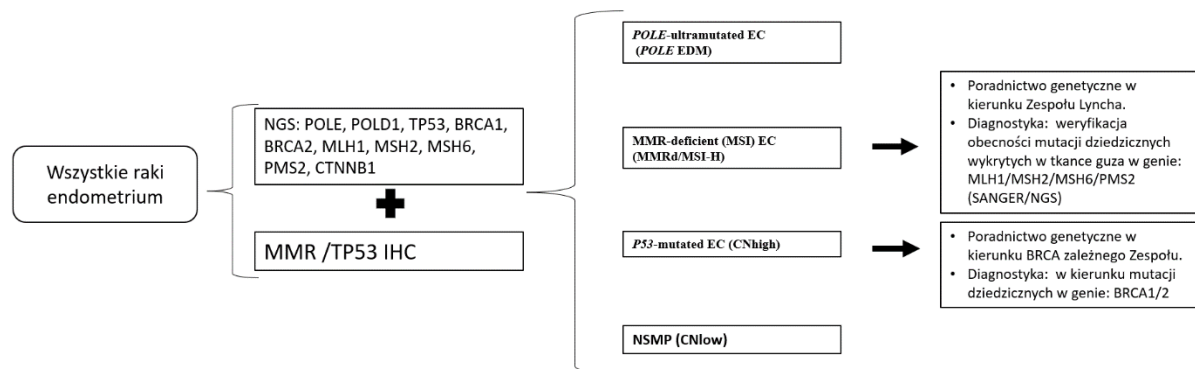 Wszystkie raki
endometrium
NGS: POLE, POLD1, TP53, BRCA1,
BRCA2, MLH1, MSH2, MSH6,
PMS2, CTNNB1
MMR /TP53 IHC
POLE-ultramutated EC
(POLE EDM)
MMR-deficient (MSI) EC
(MMRd/MSI-H)
P53-mutated EC (CNhigh)
NSMP (CNlow)
• Poradnictwo genetyczne w
kierunku Zespołu Lyncha.
• Diagnostyka: weryfikacja
obecności mutacji dziedzicznych
wykrytych w tkance guza w genie:
MLH1/MSH2/MSH6/PMS2
(SANGER/NGS)
• Poradnictwo genetyczne w
kierunku BRCA zależnego Zespołu.
• Diagnostyka: w kierunku mutacji
dziedzicznych w genie: BRCA1/2